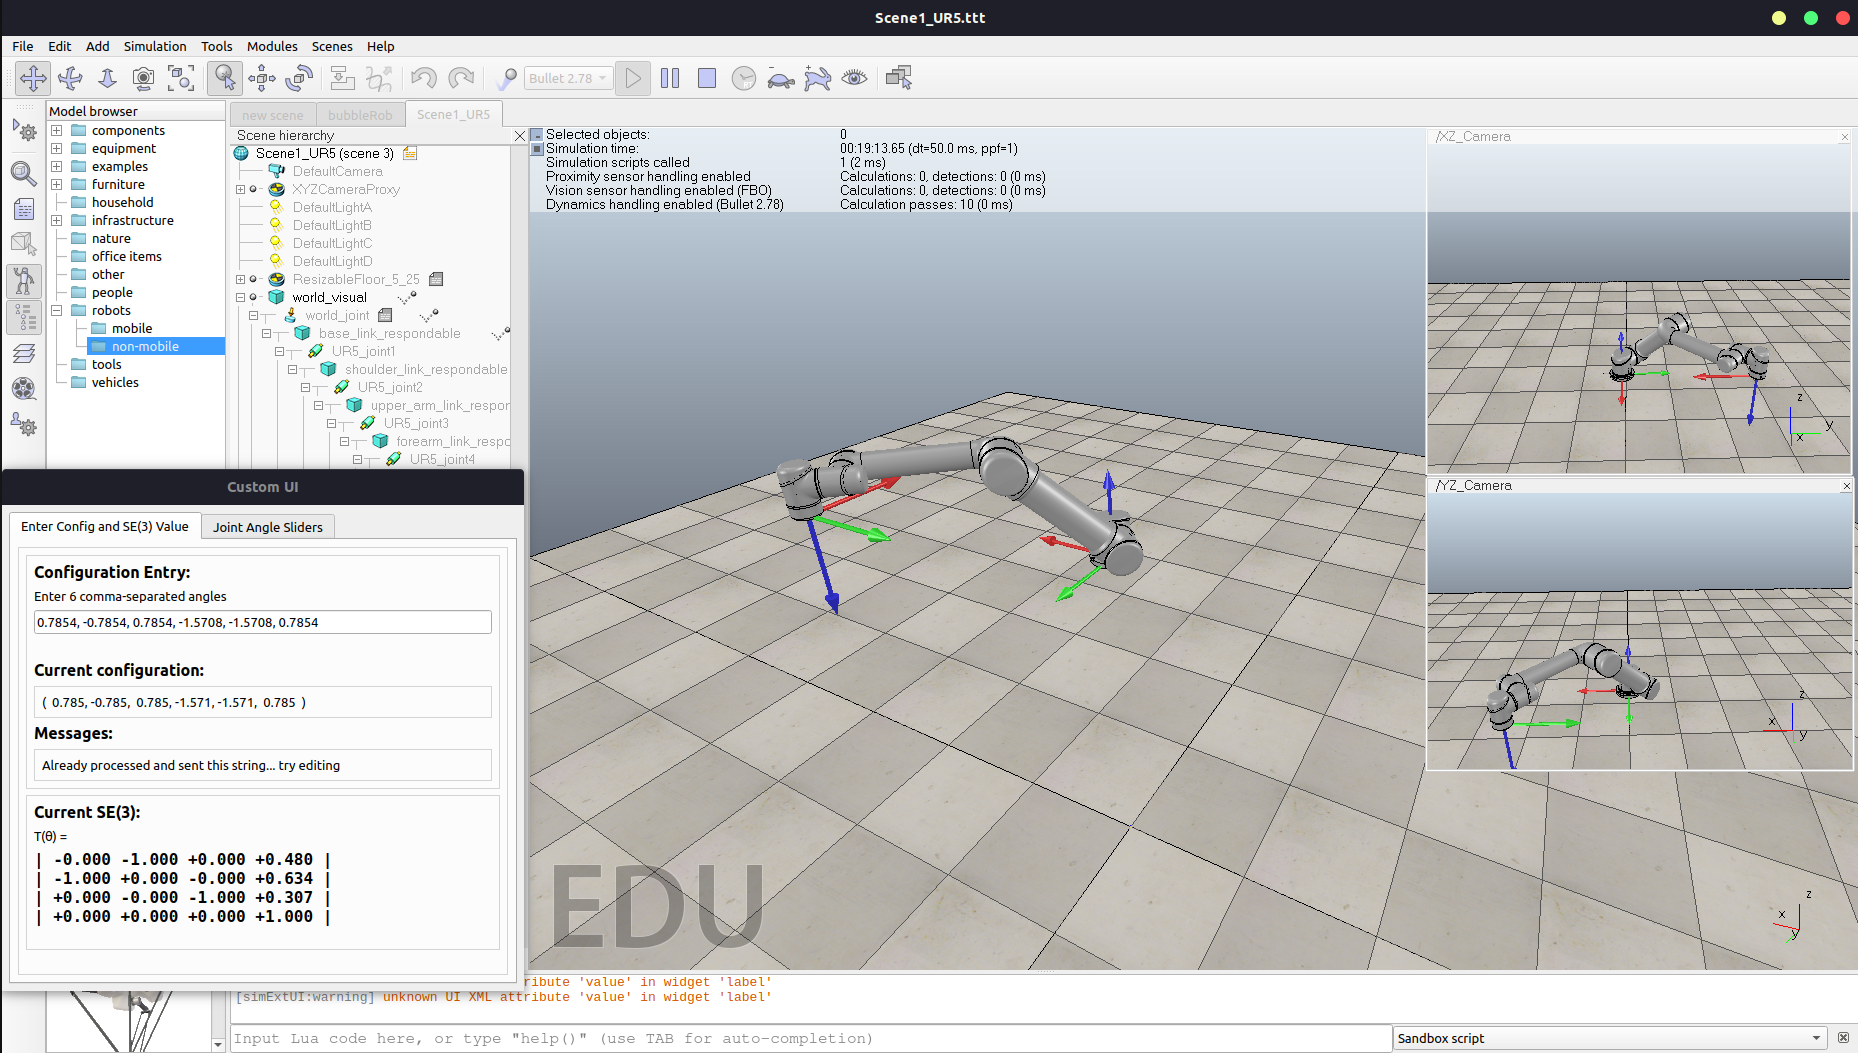 Scene1_UR5.ttt
File Edit Add Simulation Tools Modules Scenes Help
Bullet 2.78
Model browser
components
equipment
examples
furniture
household
infrastructure
nature
office items
other
people
robots
mobile
non-mobile
tools
vehicles
new scene bubbleRob Scene1_UR5
Scene hierarchy
Scene1_UR5 (scene 3)
DefaultCamera
XYZCameraProxy
DefaultLightA
DefaultLightB
DefaultLightC
DefaultLightD
ResizableFloor_5_25
world_visual
world_joint
base_link_respondable
UR5_joint1
shoulder_link_respondable
UR5_joint2
upper_arm_link_respor
UR5_joint3
forearm_link_respo
UR5_joint4
Selected objects: 0
Simulation time: 00:19:13.65 (dt=50.0 ms, ppf=1)
Simulation scripts called 1 (2 ms)
Proximity sensor handling enabled Calculations: 0, detections: 0 (0 ms)
Vision sensor handling enabled (FBO) Calculations: 0, detections: 0 (0 ms)
Dynamics handling enabled (Bullet 2.78) Calculation passes: 10 (0 ms)
/XZ_Camera
z
x y
/YZ_Camera
z
x
y
z
x
y
EDU
Custom UI
Enter Config and SE(3) Value Joint Angle Sliders
Configuration Entry:
Enter 6 comma-separated angles
0.7854, -0.7854, 0.7854, -1.5708, -1.5708, 0.7854
Current configuration:
( 0.785, -0.785, 0.785, -1.571, -1.571, 0.785 )
Messages:
Already processed and sent this string... try editing
Current SE(3):
T(θ) =
| -0.000 -1.000 +0.000 +0.480 |
| -1.000 +0.000 -0.000 +0.634 |
| +0.000 -0.000 -1.000 +0.307 |
| +0.000 +0.000 +0.000 +1.000 |
ribute 'value' in widget 'label'
[simExtUI:warning] unknown UI XML attribute 'value' in widget 'label'
Input Lua code here, or type "help()" (use TAB for auto-completion)
Sandbox script